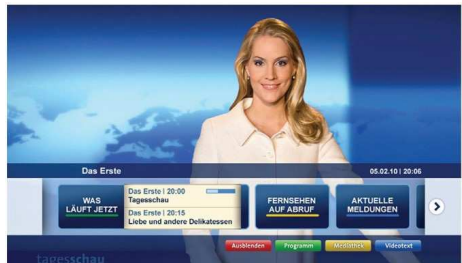 Das Erste
05.02.10 | 20:06
WAS
LÄUFT JETZT
Das Erste | 20:00
Tagesschau
Das Erste | 20:15
Liebe und andere Delikatessen
FERNSEHEN
AUF ABRUF
AKTUELLE
MELDUNGEN
Ausblenden
Programm
Mediathek
Videotext
tagesschau